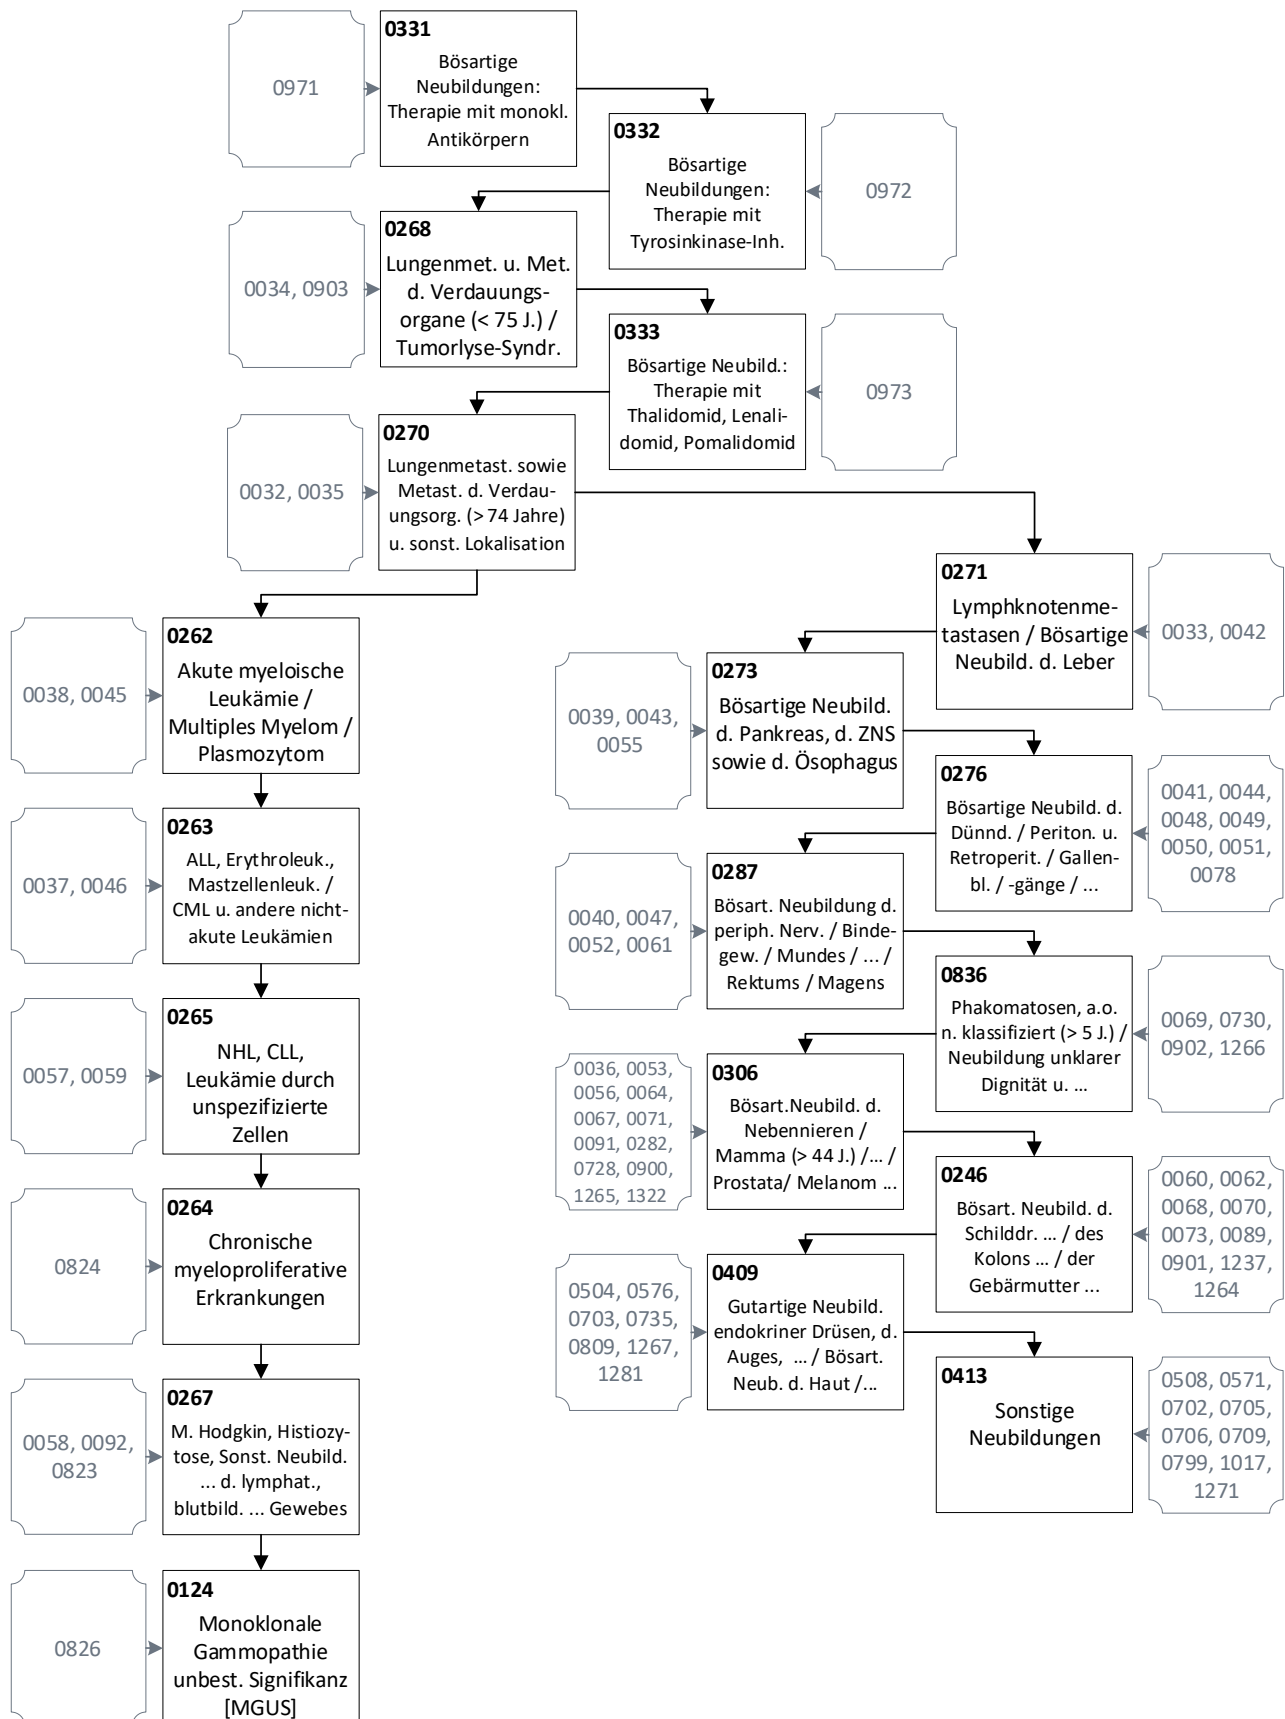 0971
0331
Bösartige
Neubildungen:
Therapie mit monokl.
Antikörpern
0332
Bösartige
Neubildungen:
Therapie mit
Tyrosinkinase-Inh.
0972
0034, 0903
0268
Lungenmet. u. Met.
d. Verdauungs-
organe (< 75 J.) /
Tumorlyse-Syndr.
0333
Bösartige Neubild.:
Therapie mit
Thalidomid, Lenali-
domid, Pomalidomid
0973
0032, 0035
0270
Lungenmetast. sowie
Metast. d. Verdau-
ungsorg. (> 74 Jahre)
u. sonst. Lokalisation
0271
Lymphknotenme-
tastasen / Bösartige
Neubild. d. Leber
0033, 0042
0038, 0045
0262
Akute myeloische
Leukämie /
Multiples Myelom /
Plasmozytom
0039, 0043,
0055
0273
Bösartige Neubild.
d. Pankreas, d. ZNS
sowie d. Ösophagus
0276
Bösartige Neubild. d.
Dünnd. / Periton. u.
Retroperit. / Gallen-
bl. / -gänge / ...
0041, 0044,
0048, 0049,
0050, 0051,
0078
0037, 0046
0263
ALL, Erythroleuk.,
Mastzellenleuk. /
CML u. andere nicht-
akute Leukämien
0040, 0047,
0052, 0061
0287
Bösart. Neubildung d.
periph. Nerv. / Binde-
gew. / Mundes / ... /
Rektums / Magens
0836
Phakomatosen, a.o.
n. klassifiziert (> 5 J.) /
Neubildung unklarer
Dignität u. ...
0069, 0730,
0902, 1266
0057, 0059
0265
NHL, CLL,
Leukämie durch
unspezifizierte
Zellen
0036, 0053,
0056, 0064,
0067, 0071,
0091, 0282,
0728, 0900,
1265, 1322
0306
Bösart.Neubild. d.
Nebennieren /
Mamma (> 44 J.) /... /
Prostata/ Melanom ...
0246
Bösart. Neubild. d.
Schilddr. ... / des
Kolons ... / der
Gebärmutter ...
0060, 0062,
0068, 0070,
0073, 0089,
0901, 1237,
1264
0824
0264
Chronische
myeloproliferative
Erkrankungen
0504, 0576,
0703, 0735,
0809, 1267,
1281
0409
Gutartige Neubild.
endokriner Drüsen, d.
Auges, ... / Bösart.
Neub. d. Haut /...
0413
Sonstige
Neubildungen
0508, 0571,
0702, 0705,
0706, 0709,
0799, 1017,
1271
0058, 0092,
0823
0267
M. Hodgkin, Histiozy-
tose, Sonst. Neubild.
... d. lymphat.,
blutbild. ... Gewebes
0826
0124
Monoklonale
Gammopathie
unbest. Signifikanz
[MGUS]